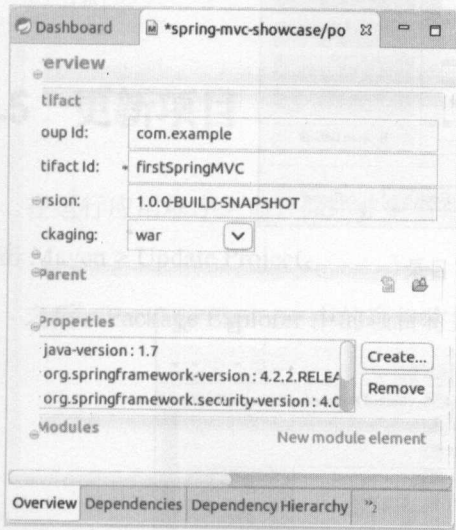 Dashboard
*spring-mvc-showcase/po
erview
tifact
oup Id:
com.example
tifact Id:
firstSpringMVC
rsion:
1.0.0-BUILD-SNAPSHOT
ckaging:
war
Parent
Properties
java-version : 1.7
org.springframework-version : 4.2.2.RELEA
org.springframework.security-version : 4.0
Create...
Remove
Modules
New module element
Overview
Dependencies
Dependency Hierarchy
"2